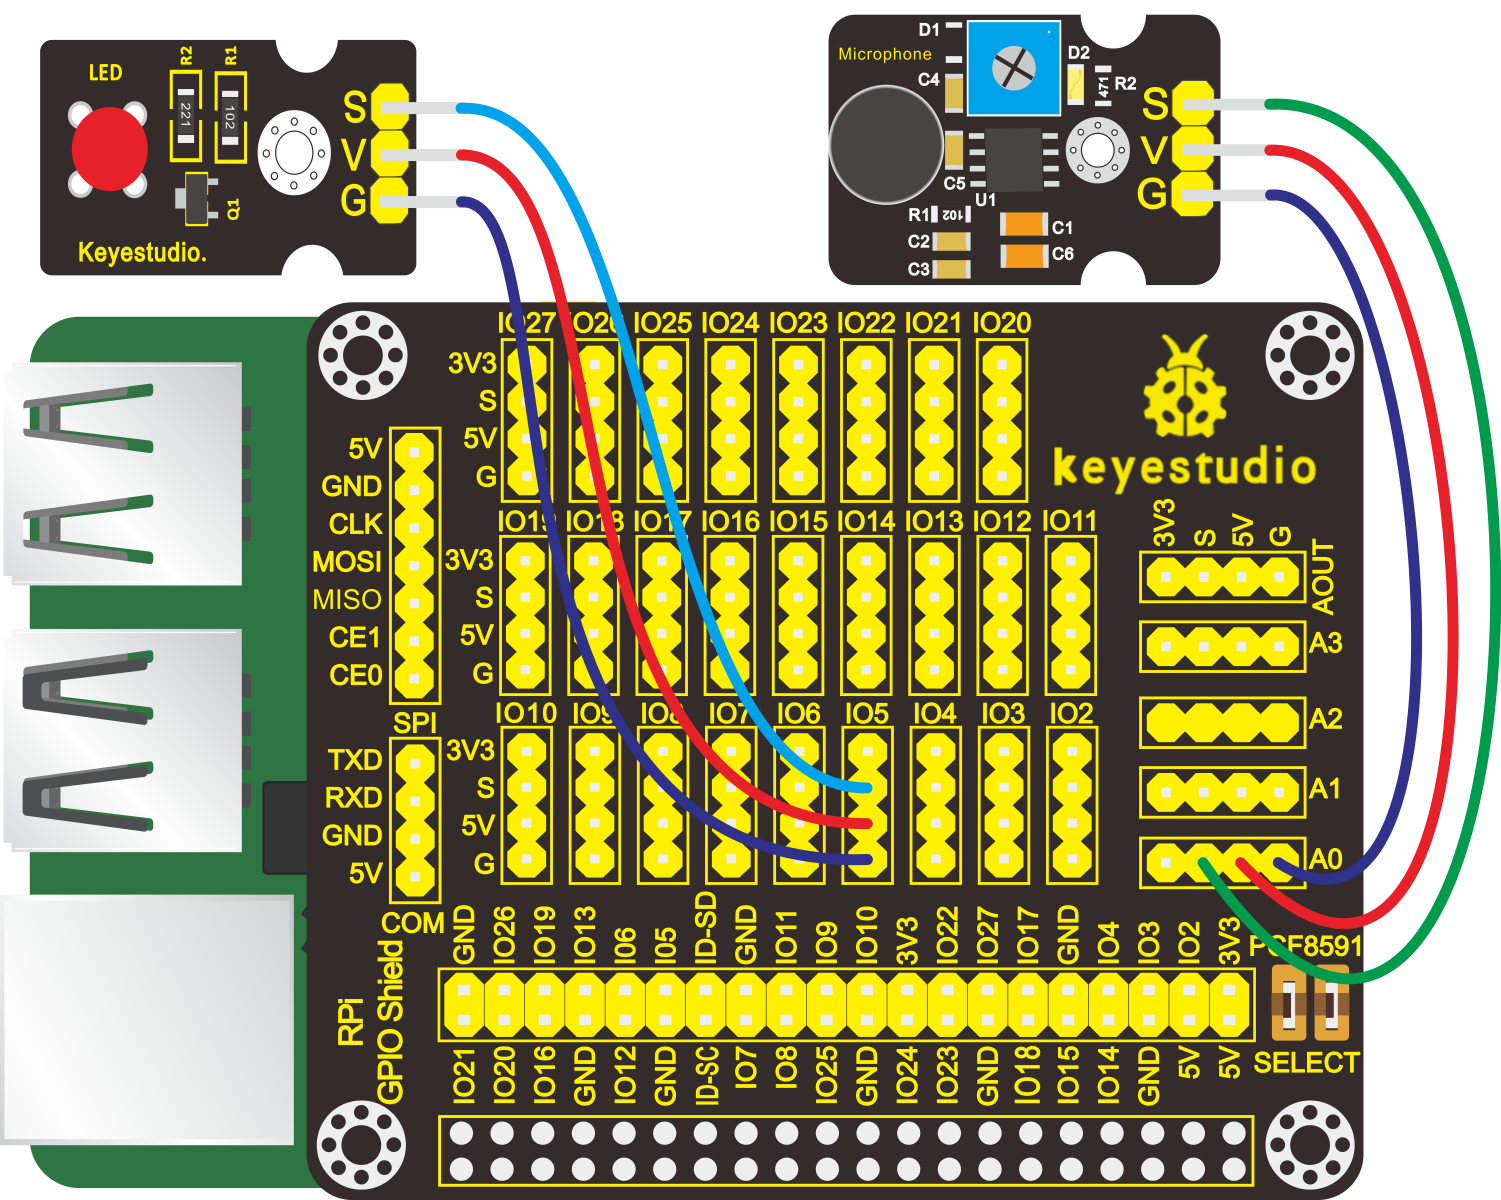 LED
R2
R1
221
102
Q1
S
V
G
Keyestudio.
D1
Microphone
C4
D2
471
R2
C5
U1
R1
102
C1
C2
C6
C3
S
V
G
IO27 IO26 IO25 IO24 IO23 IO22 IO21 IO20
3V3
S
5V
G
keyestudio
5V
GND
CLK
MOSI
MISO
CE1
CE0
SPI
IO19 IO18 IO17 IO16 IO15 IO14 IO13 IO12 IO11
3V3
S
5V
G
3V3 S 5V G
AOUT
A3
A2
A1
A0
IO10 IO9 IO8 IO7 IO6 IO5 IO4 IO3 IO2
3V3
S
5V
G
TXD
RXD
GND
5V
COM
GND IO26 IO19 IO13 I06 I05 ID-SD GND IO11 IO9 IO10 3V3 IO22 IO27 IO17 GND IO4 IO3 IO2 3V3
PCF8591
RPi
GPIO Shield
IO21 IO20 IO16 GND IO12 GND ID-SC IO7 IO8 IO25 GND IO24 IO23 GND IO18 IO15 IO14 GND 5V 5V
SELECT